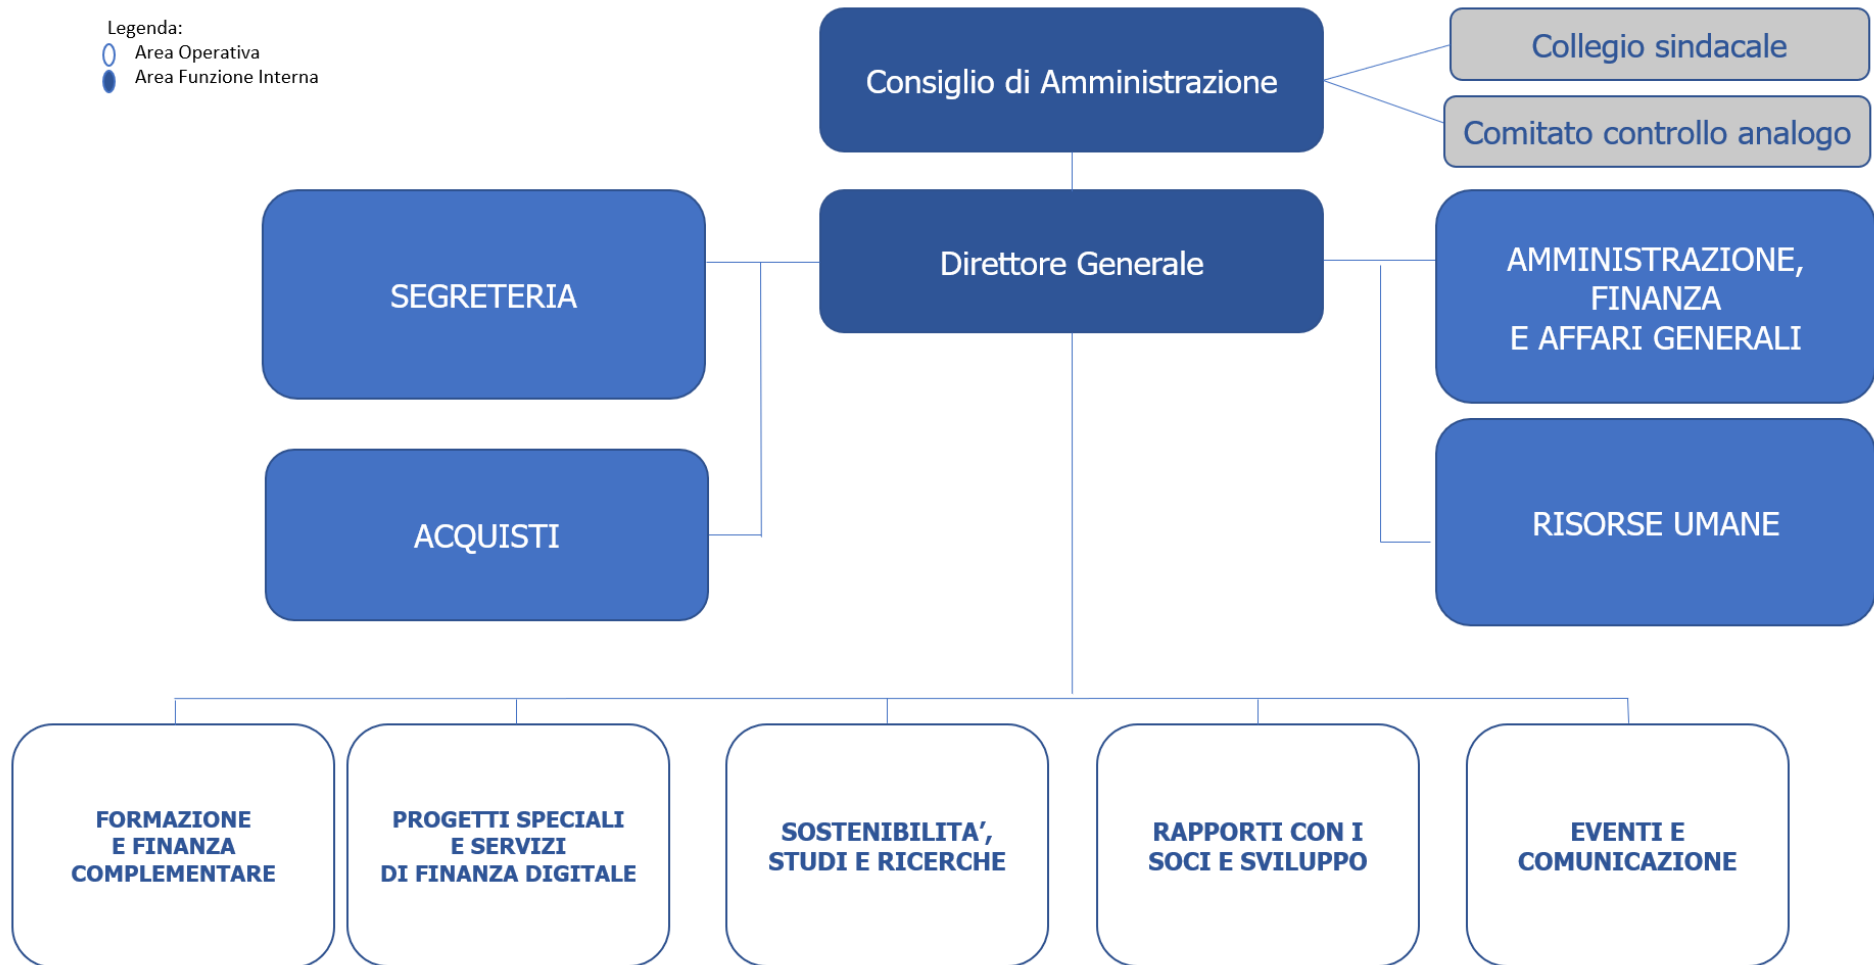 Legenda:
Area Operativa
Area Funzione Interna
Consiglio di Amministrazione
Collegio sindacale
Comitato controllo analogo
SEGRETERIA
Direttore Generale
AMMINISTRAZIONE,
FINANZA
E AFFARI GENERALI
ACQUISTI
RISORSE UMANE
FORMAZIONE
E FINANZA
COMPLEMENTARE
PROGETTI SPECIALI
E SERVIZI
DI FINANZA DIGITALE
SOSTENIBILITA’,
STUDI E RICERCHE
RAPPORTI CON I
SOCI E SVILUPPO
EVENTI E
COMUNICAZIONE